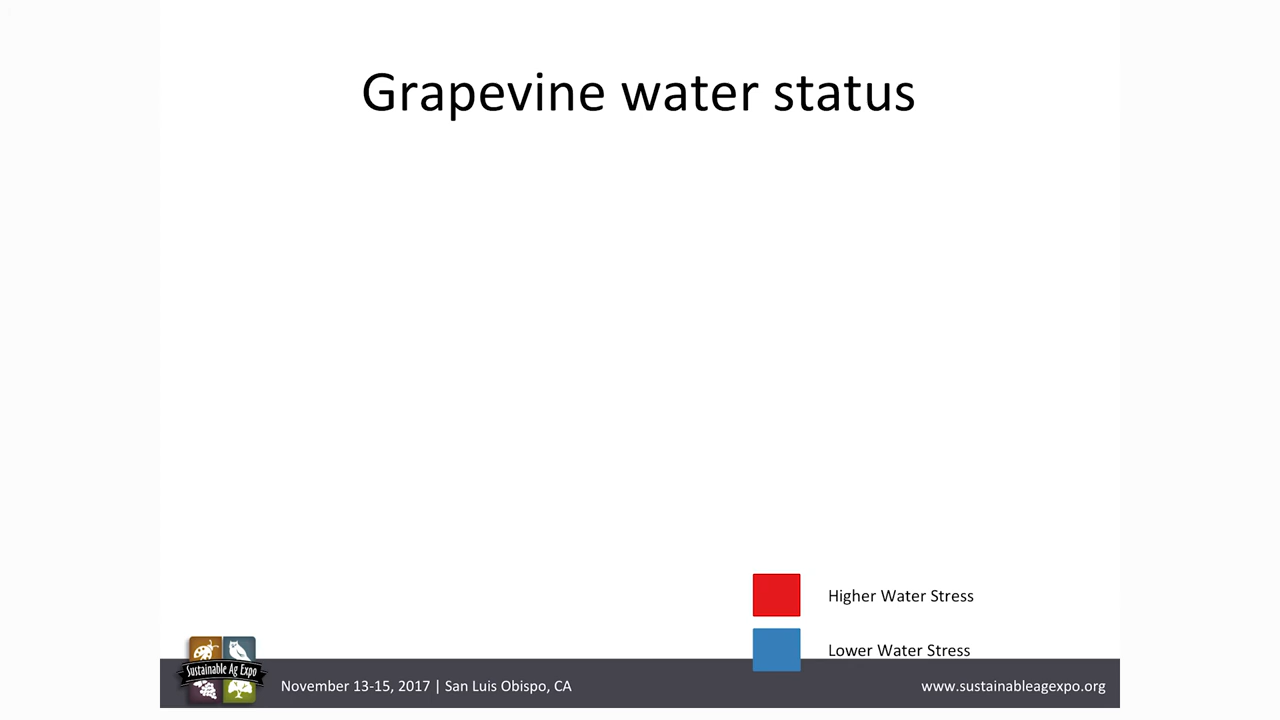 Grapevine water status
Higher Water Stress
Lower Water Stress
Sustainable Ag Expo
November 13-15, 2017 | San Luis Obispo, CA
www.sustainableagexpo.org